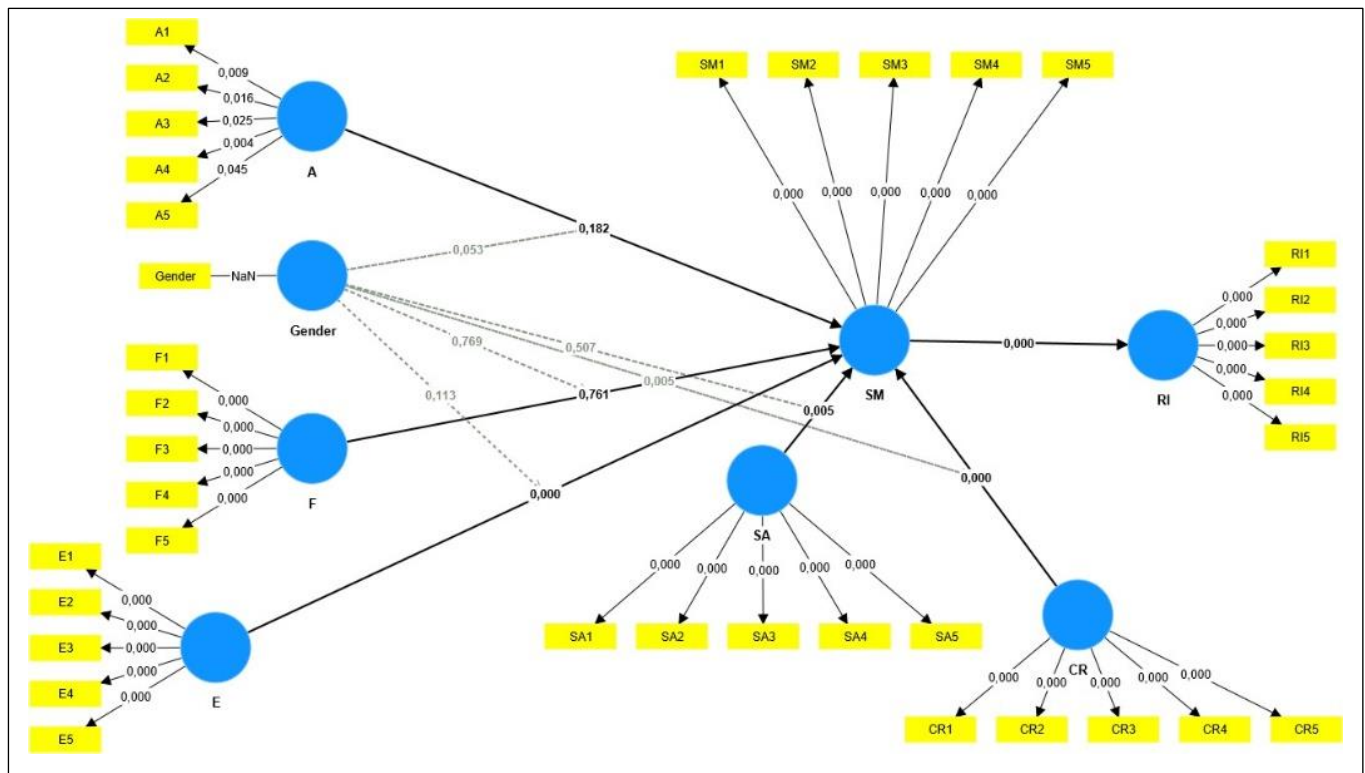 A1
A2
A3
A4
A5
0,009
0,016
0,025
0,004
0,045
A
Gender
NaN
Gender
F1
F2
F3
F4
F5
0,000
0,000
0,000
0,000
0,000
F
E1
E2
E3
E4
E5
0,000
0,000
0,000
0,000
0,000
E
0,182
0,053
0,769
0,507
0,005
0,113
0,761
0,000
0,005
0,000
SM1
SM2
SM3
SM4
SM5
0,000
0,000
0,000
0,000
0,000
SM
0,000
RI1
RI2
RI3
RI4
RI5
0,000
0,000
0,000
0,000
0,000
RI
SA
0,000
0,000
0,000
0,000
0,000
SA1
SA2
SA3
SA4
SA5
CR
0,000
0,000
0,000
0,000
0,000
CR1
CR2
CR3
CR4
CR5